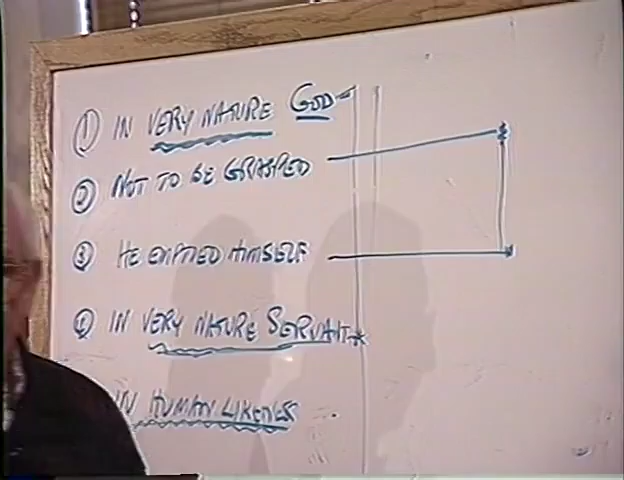 ① IN VERY NATURE GOD
② NOT TO BE GRASPED
③ HE EMPTIED HIMSELF
④ IN VERY NATURE SERVANT*
IN HUMAN LIKENESS